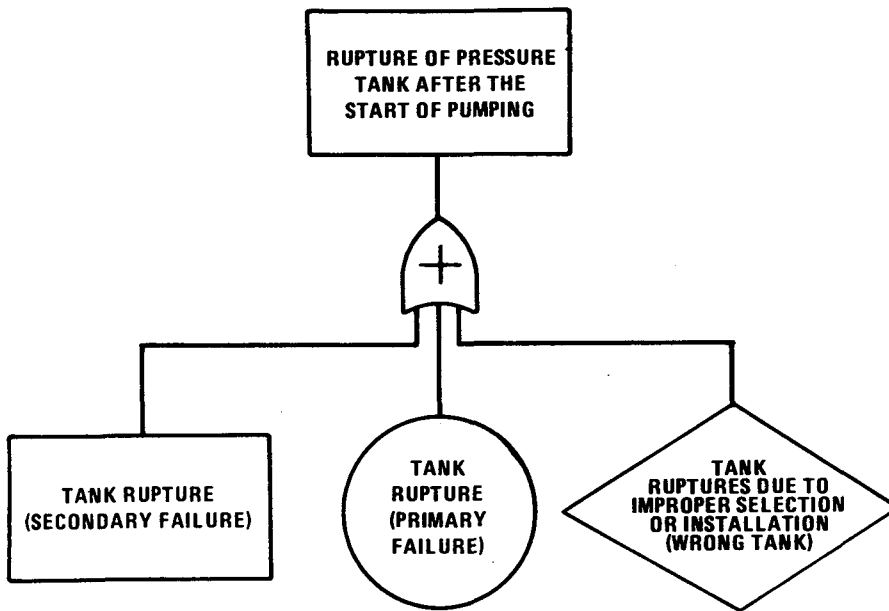 RUPTURE OF PRESSURE
TANK AFTER THE
START OF PUMPING
+
TANK RUPTURE
(SECONDARY FAILURE)
TANK
RUPTURE
(PRIMARY
FAILURE)
TANK
RUPTURES DUE TO
IMPROPER SELECTION
OR INSTALLATION
(WRONG TANK)